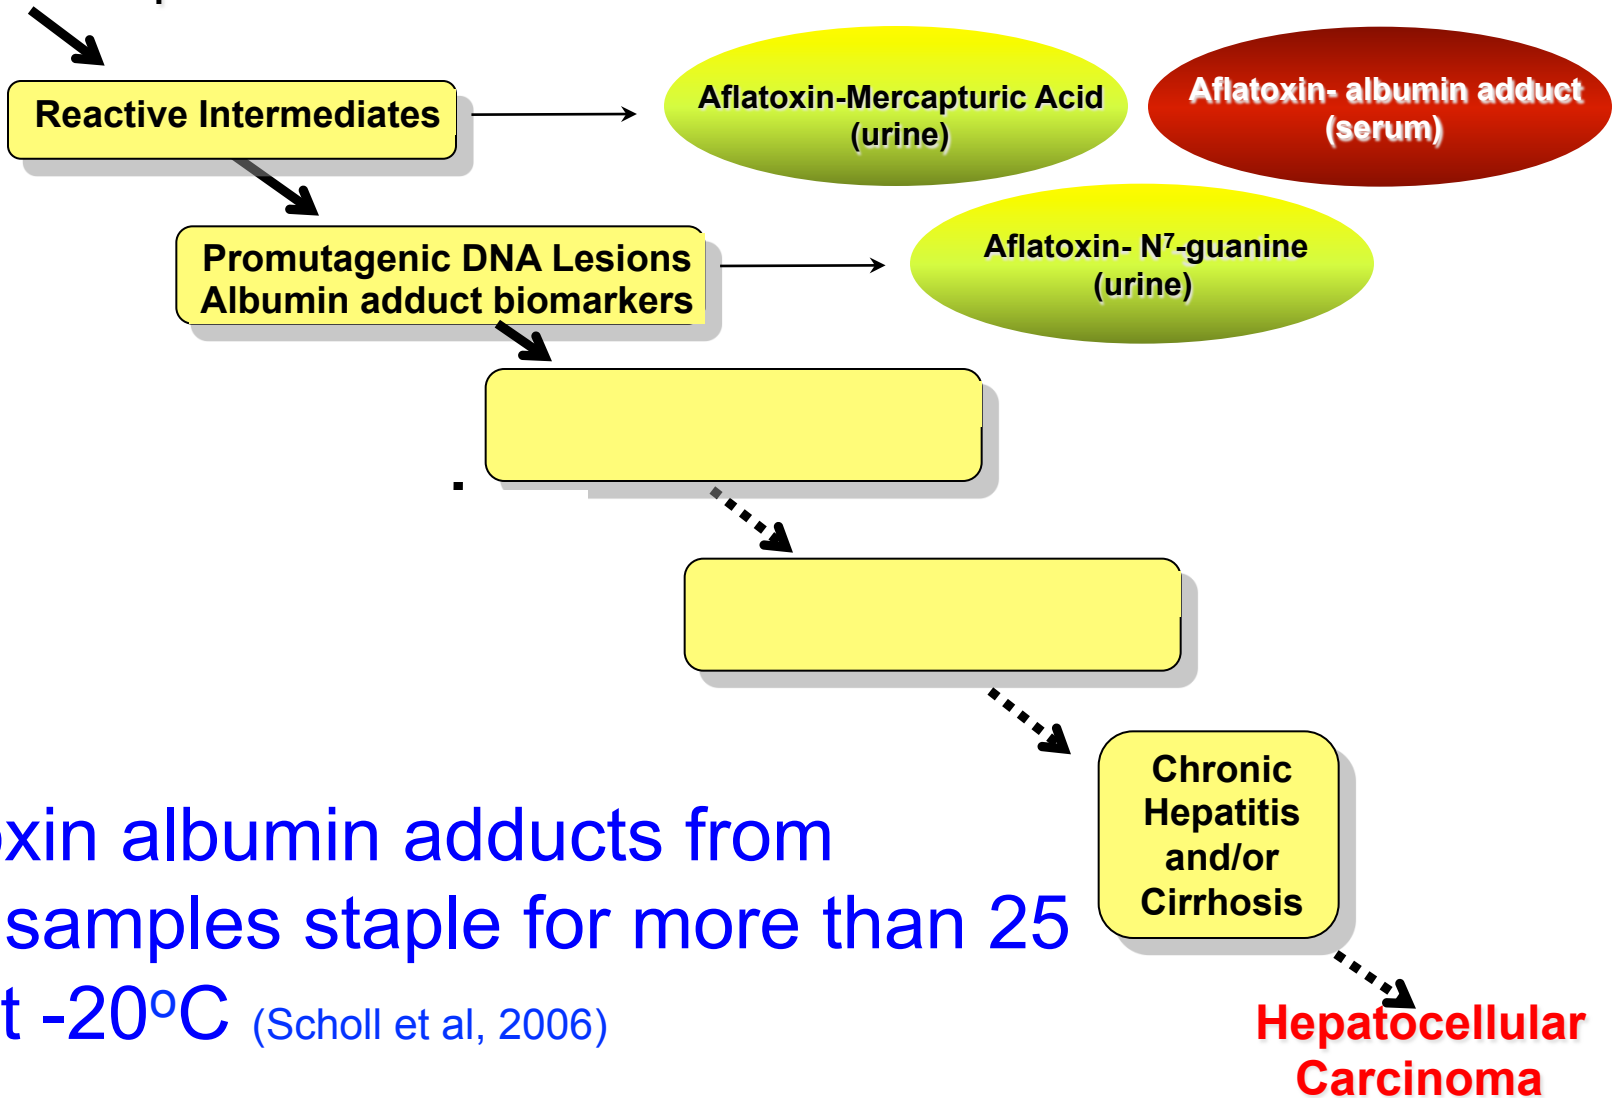 Reactive Intermediates
Aflatoxin-Mercapturic Acid
(urine)
Aflatoxin- albumin adduct
(serum)
Promutagenic DNA Lesions
Albumin adduct biomarkers
Aflatoxin- N⁷-guanine
(urine)
Chronic
Hepatitis
and/or
Cirrhosis
oxin albumin adducts from
samples staple for more than 25
t -20ºC (Scholl et al, 2006)
Hepatocellular
Carcinoma